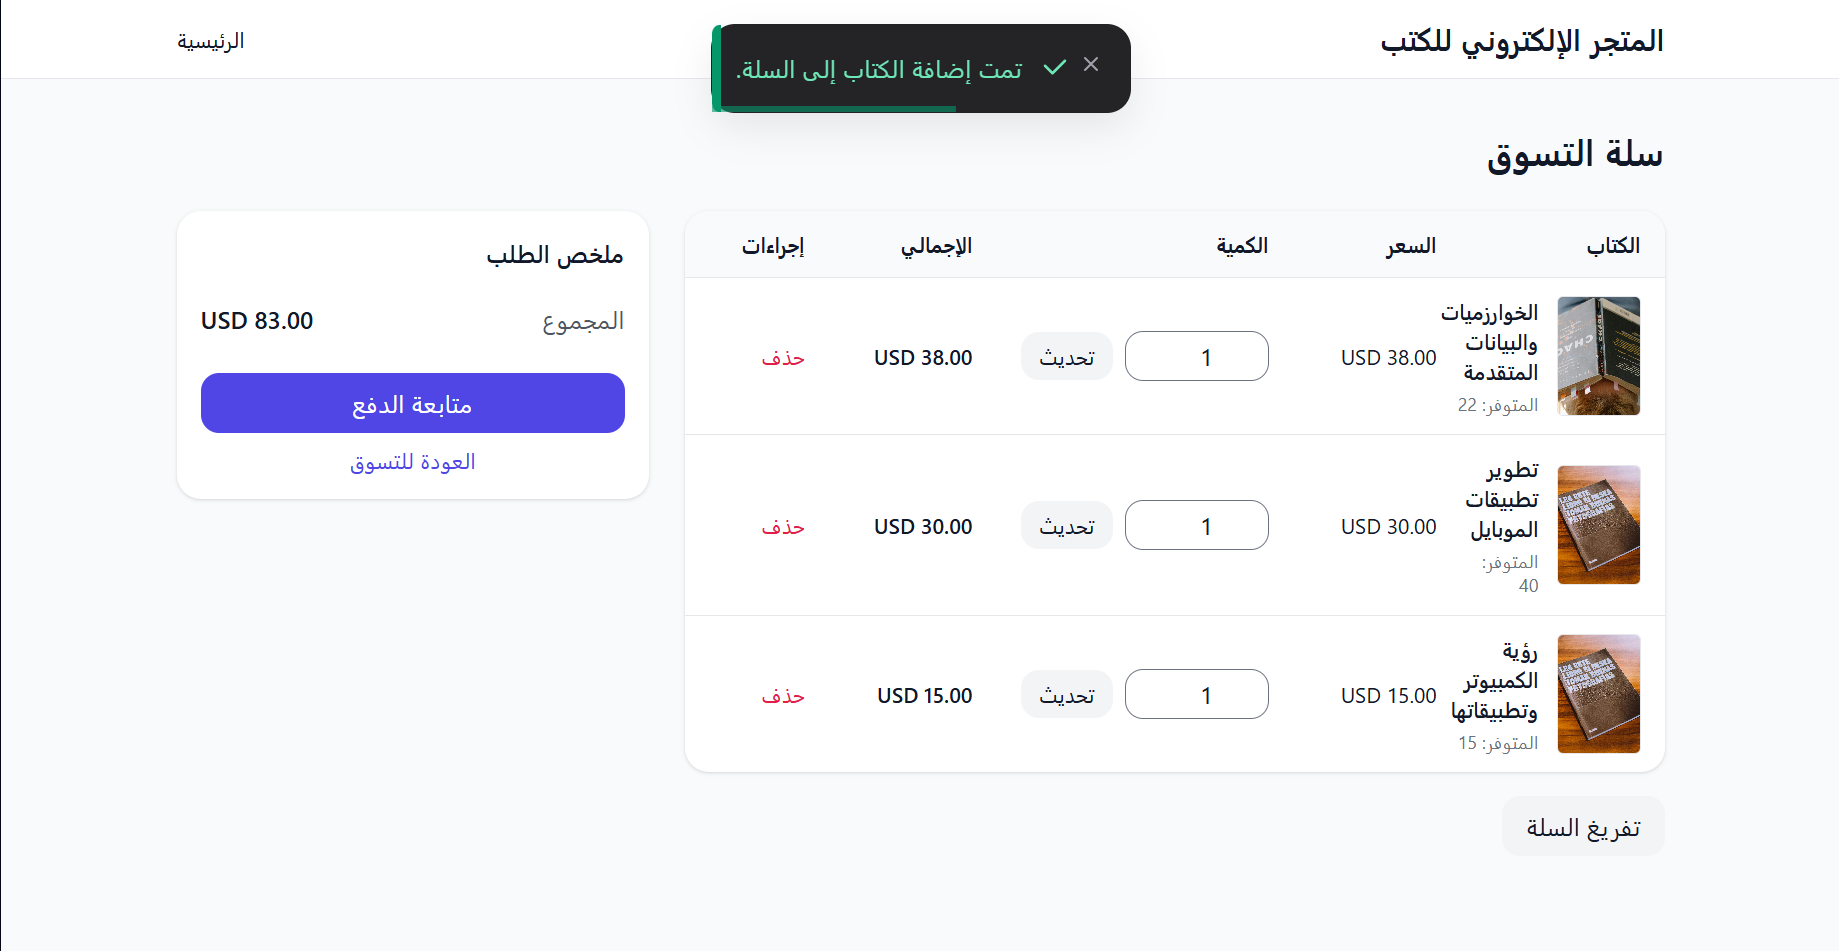 المتجر الإلكتروني للكتب
الرئيسية
تمت إضافة الكتاب إلى السلة.
سلة التسوق
الكتاب السعر الكمية الإجمالي إجراءات
الخوارزميات
والبيانات
المتقدمة
المتوفر: 22
USD 38.00
1
تحديث
USD 38.00
حذف
تطوير
تطبيقات
الموبايل
المتوفر:
40
USD 30.00
1
تحديث
USD 30.00
حذف
رؤية
الكمبيوتر
وتطبيقاتها
المتوفر: 15
USD 15.00
1
تحديث
USD 15.00
حذف
تفريغ السلة
ملخص الطلب
المجموع
USD 83.00
متابعة الدفع
العودة للتسوق